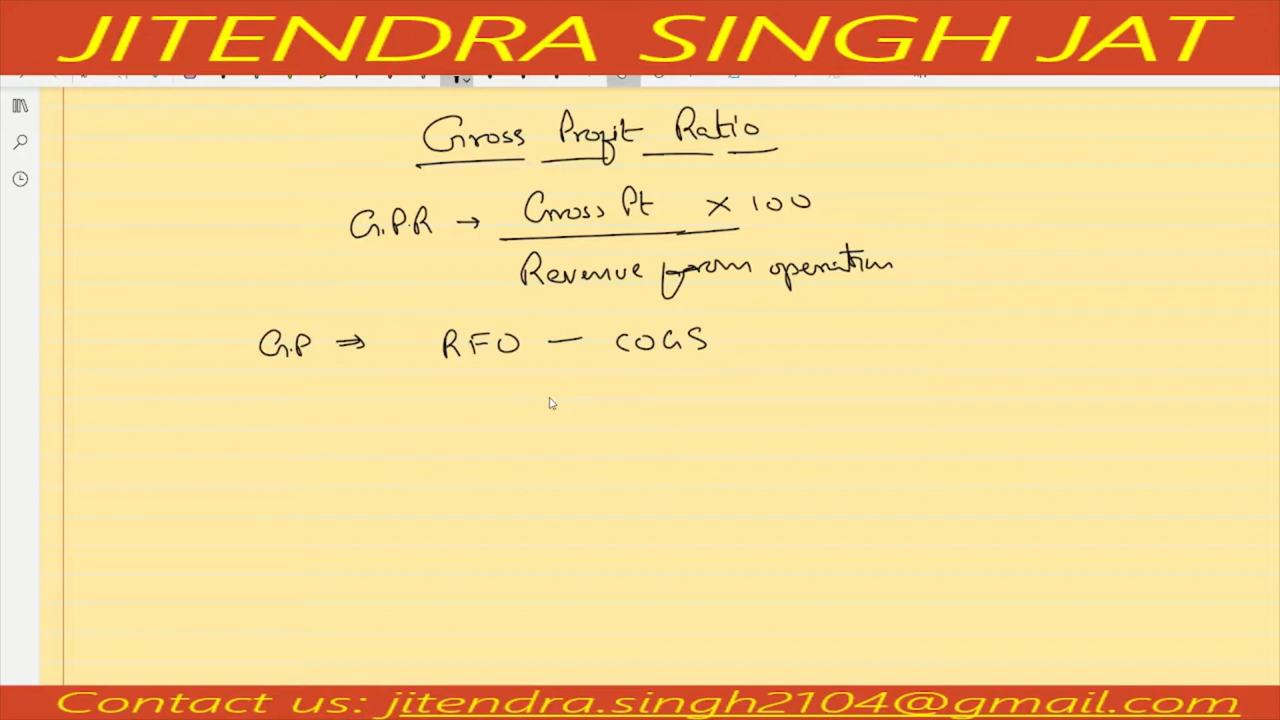 JITENDRA SINGH JAT
Gross Profit Ratio
G.P.R → Gross Pt × 100
Revenue from operation
G.P ⇒ RFO — COGS
Contact us: jitendra.singh2104@gmail.com